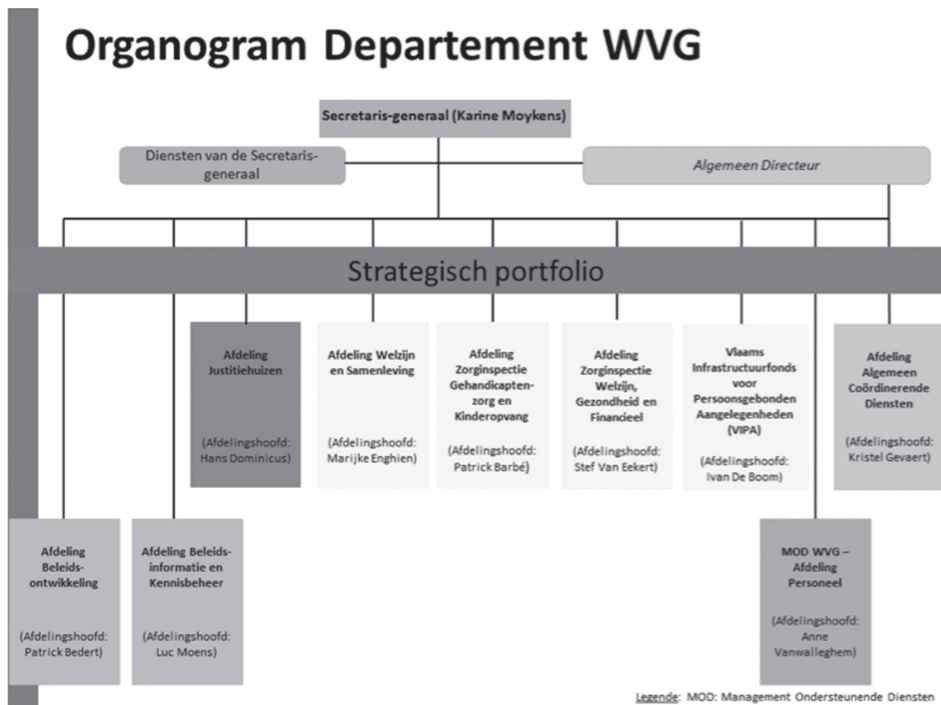 Organogram Departement WVG
Secretaris-generaal (Karine Moykens)
Diensten van de Secretaris-
generaal
Algemeen Directeur
Strategisch portfolio
Afdeling
Justitiehuizen
(Afdelingshoofd:
Hans Dominicus)
Afdeling Welzijn
en Samenleving
(Afdelingshoofd:
Marijke Enghien)
Afdeling
Zorginspectie
Gehandicapten-
zorg en
Kinderopvang
(Afdelingshoofd:
Patrick Barbé)
Afdeling
Zorginspectie
Welzijn,
Gezondheid en
Financieel
(Afdelingshoofd:
Stef Van Eekert)
Vlaams
Infrastructuurfonds
voor
Persoonsgebonden
Aangelegenheden
(VIPA)
(Afdelingshoofd:
Ivan De Boom)
Afdeling
Algemeen
Coördinerende
Diensten
(Afdelingshoofd:
Kristel Gevaert)
Afdeling
Beleids-
ontwikkeling
(Afdelingshoofd:
Patrick Bedert)
Afdeling Beleids-
informatie en
Kennisbeheer
(Afdelingshoofd:
Luc Moens)
MOD WVG –
Afdeling
Personeel
(Afdelingshoofd:
Anne
Vanwalleghem)
Legende: MOD: Management Ondersteunende Diensten